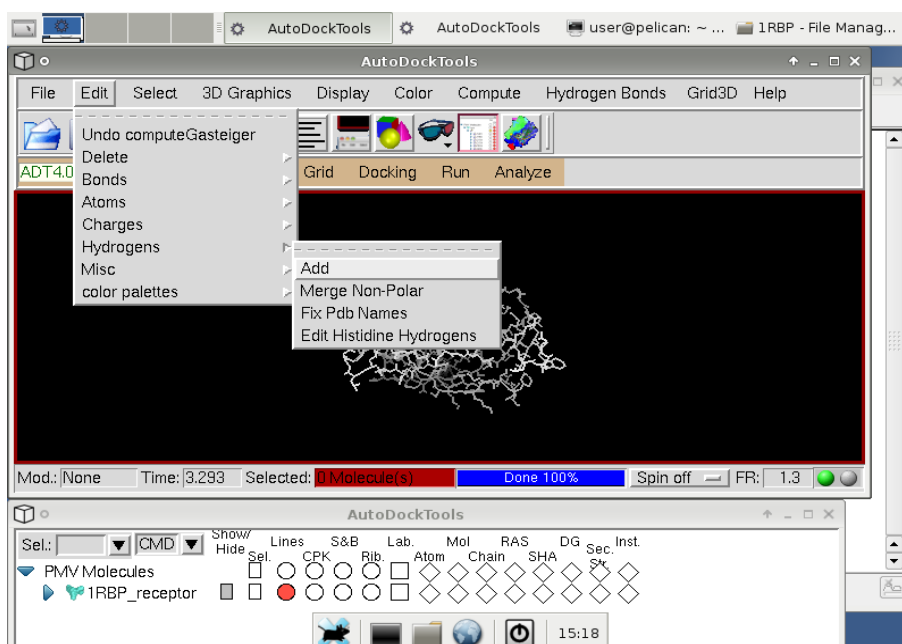 AutoDockTools AutoDockTools user@pelican: ~ ... 1RBP - File Manag...
AutoDockTools
File Edit Select 3D Graphics Display Color Compute Hydrogen Bonds Grid3D Help
Undo computeGasteiger
Delete
ADT4.0 Grid Docking Run Analyze
Bonds
Atoms
Charges
Hydrogens
Misc
color palettes
Add
Merge Non-Polar
Fix Pdb Names
Edit Histidine Hydrogens
Mod.: None Time: 3.293 Selected: 0 Molecule(s) Done 100% Spin off FR: 1.3
AutoDockTools
Sel.: CMD Show/Hide Sel. Lines CPK S&B Rib. Lab. Atom Mol Chain RAS SHA DG Sec. Str. Inst.
PMV Molecules
1RBP_receptor
15:18